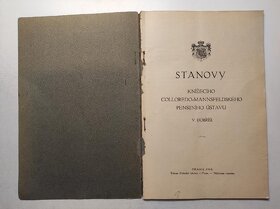 STANOVY
KNÍŽECÍHO
COLLOREDO-MANNSFELDSKÉHO
PENSIJNÍHO ÚSTAVU
V DOBŘÍŠI.